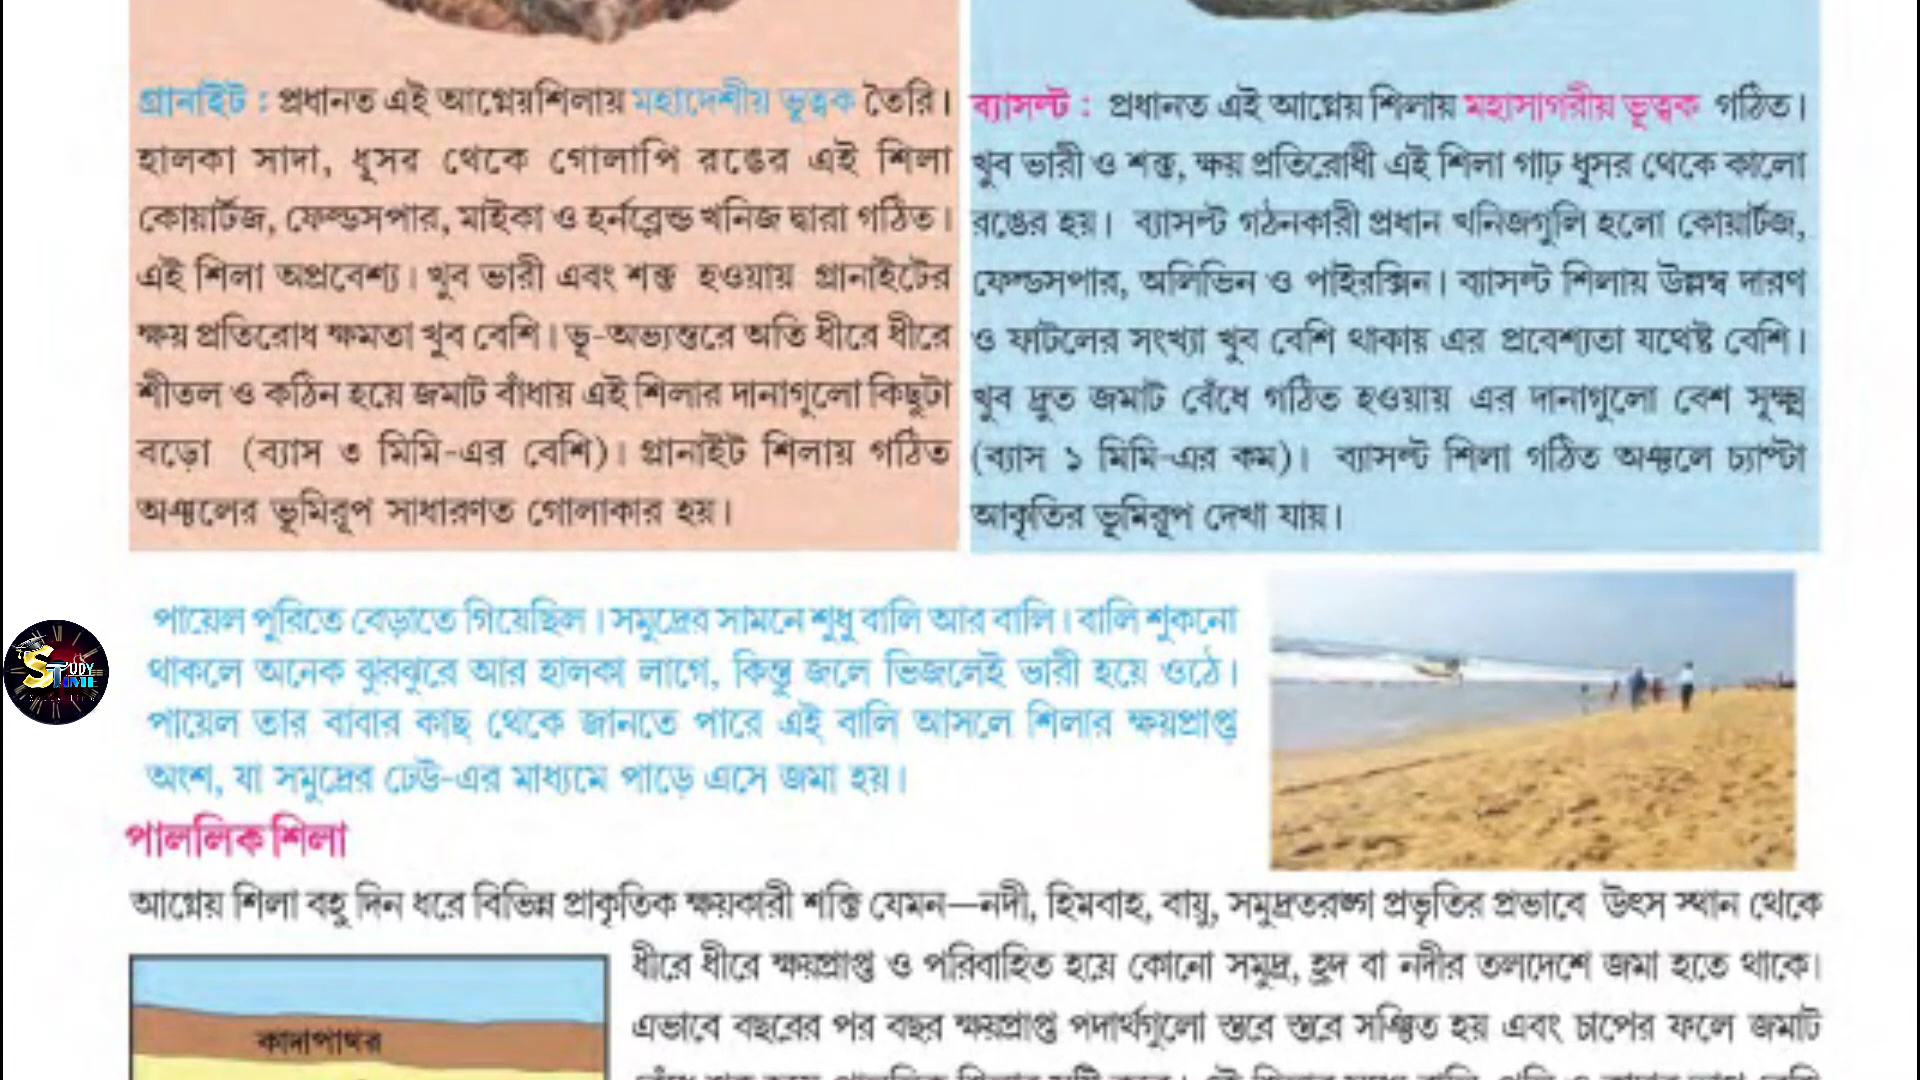 গ্রানাইট : প্রধানত এই আগ্নেয়শিলায় মহাদেশীয় ভূত্বক তৈরি।
হালকা সাদা, ধূসর থেকে গোলাপি রঙের এই শিলা
কোয়ার্টজ, ফেল্ডসপার, মাইকা ও হর্নব্লেন্ড খনিজ দ্বারা গঠিত।
এই শিলা অপ্রবেশ্য। খুব ভারী এবং শক্ত হওয়ায় গ্রানাইটের
ক্ষয় প্রতিরোধ ক্ষমতা খুব বেশি। ভূ-অভ্যন্তরে অতি ধীরে ধীরে
শীতল ও কঠিন হয়ে জমাট বাঁধায় এই শিলার দানাগুলো কিছুটা
বড়ো (ব্যাস ৩ মিমি-এর বেশি)। গ্রানাইট শিলায় গঠিত
অঞ্চলের ভূমিরূপ সাধারণত গোলাকার হয়।
ব্যাসল্ট : প্রধানত এই আগ্নেয় শিলায় মহাসাগরীয় ভূত্বক গঠিত।
খুব ভারী ও শক্ত, ক্ষয় প্রতিরোধী এই শিলা গাঢ় ধূসর থেকে কালো
রঙের হয়। ব্যাসল্ট গঠনকারী প্রধান খনিজগুলি হলো কোয়ার্টজ,
ফেল্ডসপার, অলিভিন ও পাইরক্সিন। ব্যাসল্ট শিলায় উল্লম্ব দারণ
ও ফাটলের সংখ্যা খুব বেশি থাকায় এর প্রবেশ্যতা যথেষ্ট বেশি।
খুব দ্রুত জমাট বেঁধে গঠিত হওয়ায় এর দানাগুলো বেশ সূক্ষ্ম
(ব্যাস ১ মিমি-এর কম)। ব্যাসল্ট শিলা গঠিত অঞ্চলে চ্যাপ্টা
আকৃতির ভূমিরূপ দেখা যায়।
পায়েল পুরিতে বেড়াতে গিয়েছিল। সমুদ্রের সামনে শুধু বালি আর বালি। বালি শুকনো
থাকলে অনেক ঝুরঝুরে আর হালকা লাগে, কিন্তু জলে ভিজলেই ভারী হয়ে ওঠে।
পায়েল তার বাবার কাছ থেকে জানতে পারে এই বালি আসলে শিলার ক্ষয়প্রাপ্ত
অংশ, যা সমুদ্রের ঢেউ-এর মাধ্যমে পাড়ে এসে জমা হয়।
STUDY
TIME
পাললিক শিলা
আগ্নেয় শিলা বহু দিন ধরে বিভিন্ন প্রাকৃতিক ক্ষয়কারী শক্তি যেমন—নদী, হিমবাহ, বায়ু, সমুদ্রতরঙ্গ প্রভৃতির প্রভাবে উৎস স্থান থেকে
ধীরে ধীরে ক্ষয়প্রাপ্ত ও পরিবাহিত হয়ে কোনো সমুদ্র, হ্রদ বা নদীর তলদেশে জমা হতে থাকে।
এভাবে বছরের পর বছর ক্ষয়প্রাপ্ত পদার্থগুলো স্তরে স্তরে সঞ্চিত হয় এবং চাপের ফলে জমাট
কাদাপাথর